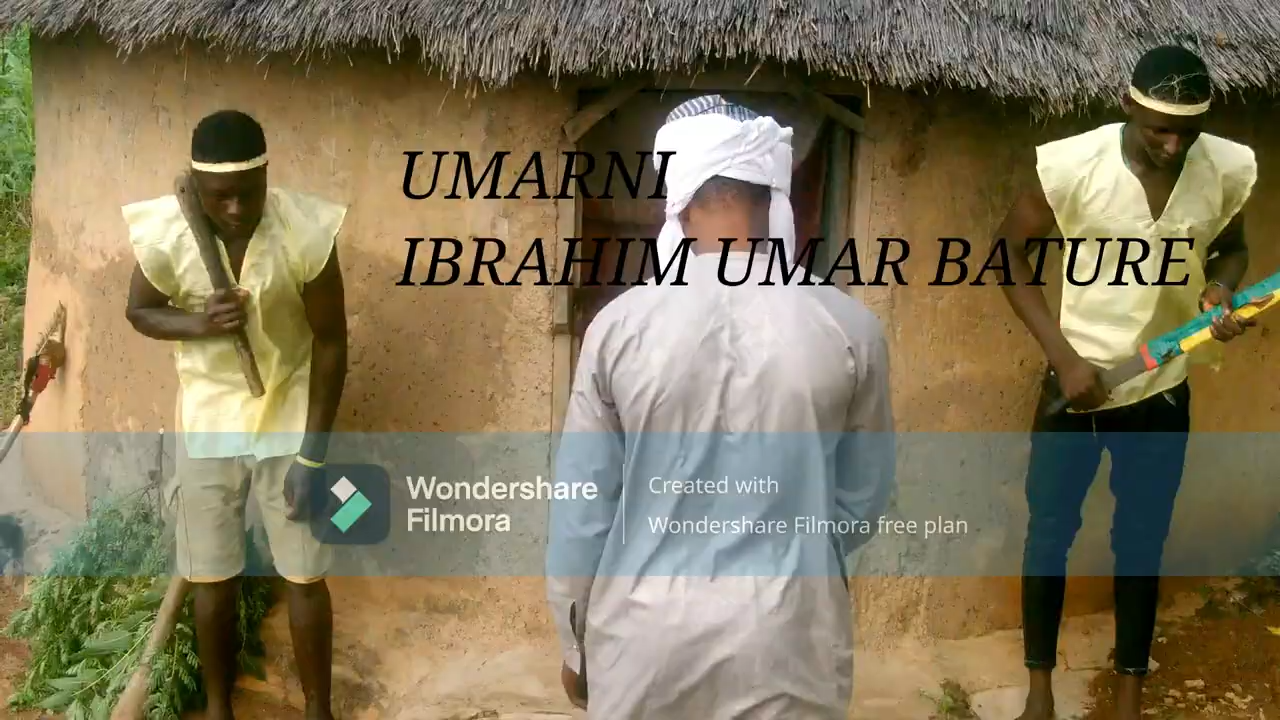 UMARNI
IBRAHIM UMAR BATURE
Wondershare
Filmora
Created with
Wondershare Filmora free plan